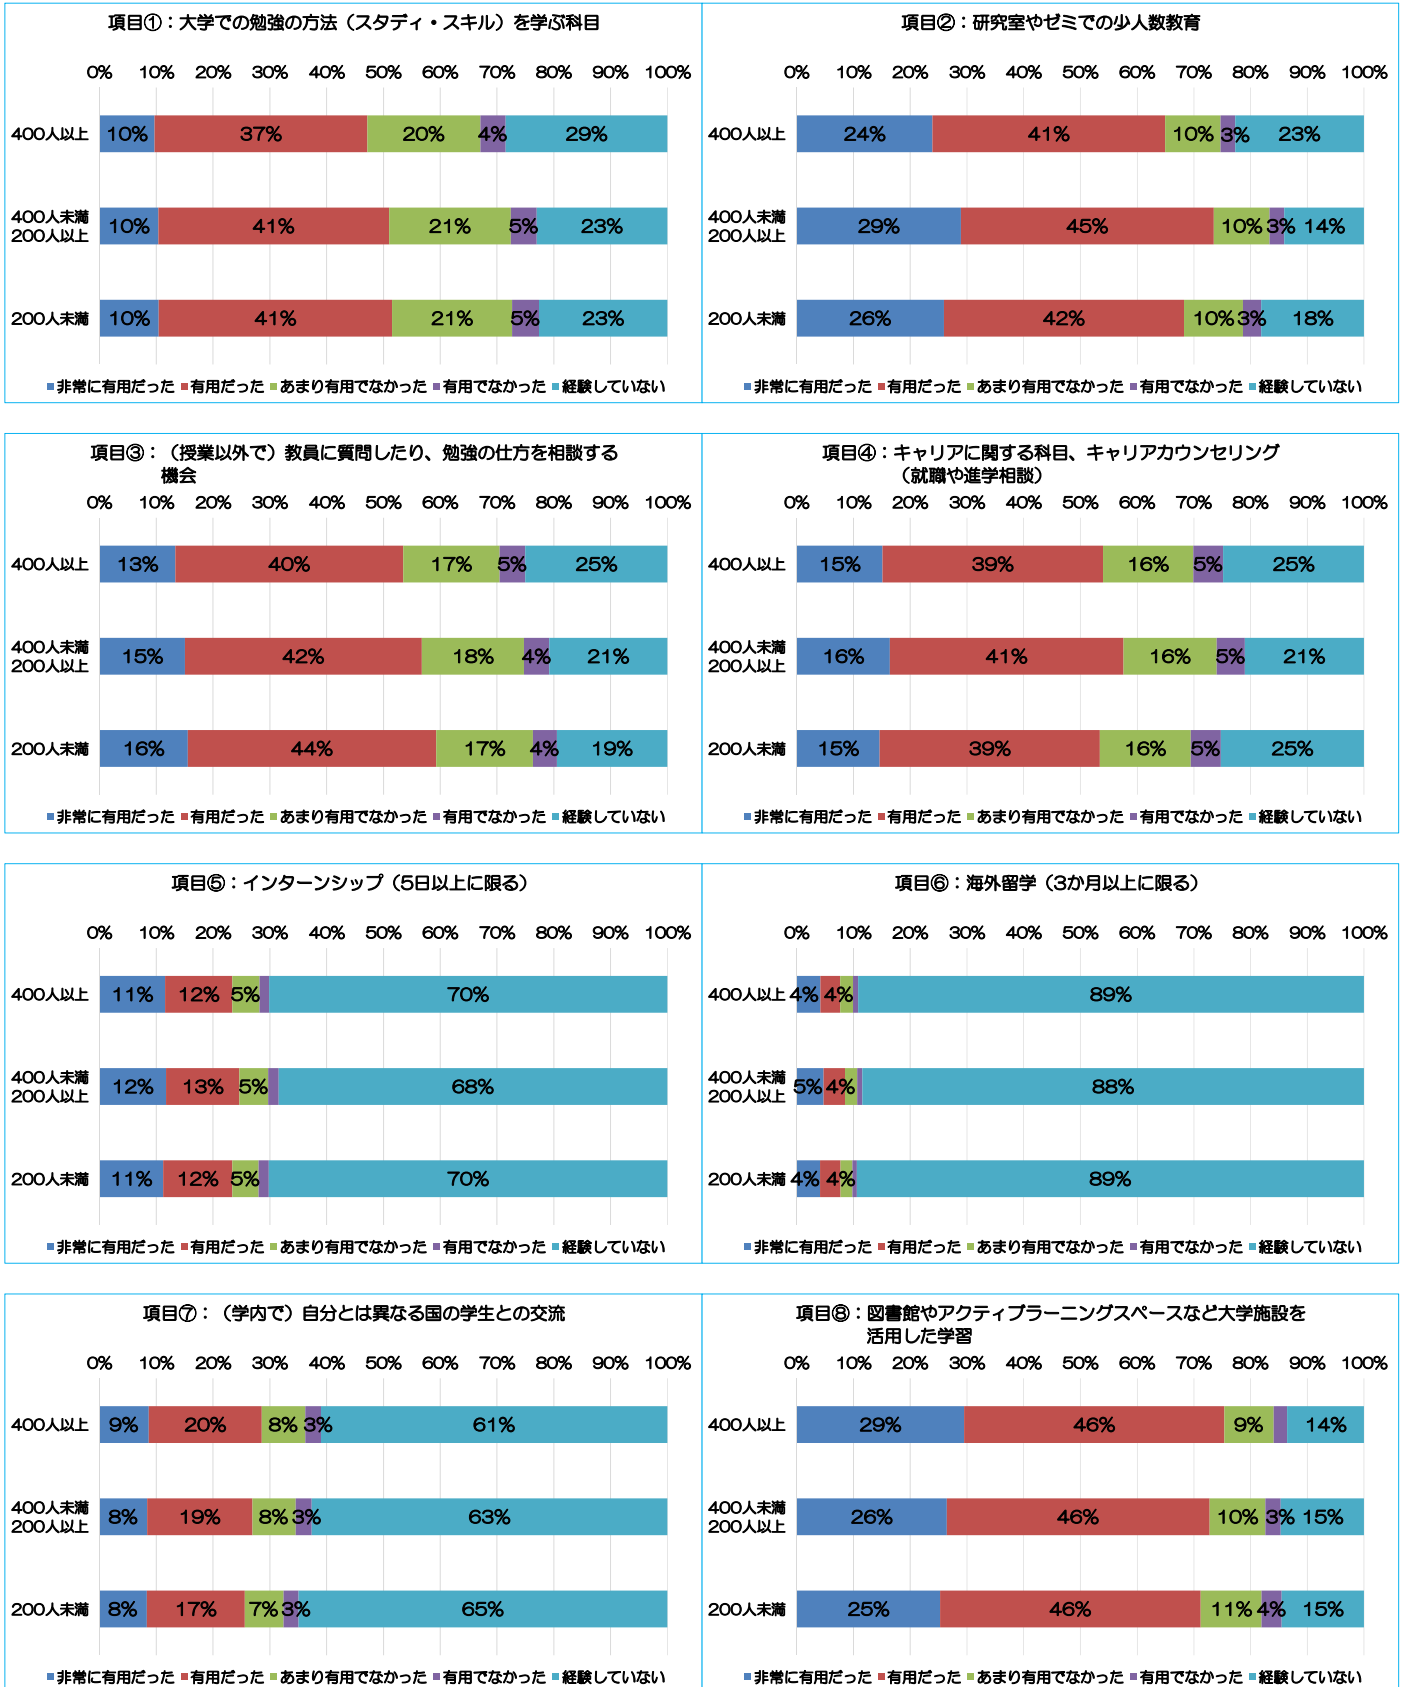 項目①：大学での勉強の方法（スタディ・スキル）を学ぶ科目
0% 10% 20% 30% 40% 50% 60% 70% 80% 90% 100%
400人以上 10% 37% 20% 4% 29%
400人未満
200人以上 10% 41% 21% 5% 23%
200人未満 10% 41% 21% 5% 23%
非常に有用だった 有用だった あまり有用でなかった 有用でなかった 経験していない
項目②：研究室やゼミでの少人数教育
0% 10% 20% 30% 40% 50% 60% 70% 80% 90% 100%
400人以上 24% 41% 10% 3% 23%
400人未満
200人以上 29% 45% 10% 3% 14%
200人未満 26% 42% 10% 3% 18%
非常に有用だった 有用だった あまり有用でなかった 有用でなかった 経験していない
項目③：（授業以外で）教員に質問したり、勉強の仕方を相談する
機会
0% 10% 20% 30% 40% 50% 60% 70% 80% 90% 100%
400人以上 13% 40% 17% 5% 25%
400人未満
200人以上 15% 42% 18% 4% 21%
200人未満 16% 44% 17% 4% 19%
非常に有用だった 有用だった あまり有用でなかった 有用でなかった 経験していない
項目④：キャリアに関する科目、キャリアカウンセリング
（就職や進学相談）
0% 10% 20% 30% 40% 50% 60% 70% 80% 90% 100%
400人以上 15% 39% 16% 5% 25%
400人未満
200人以上 16% 41% 16% 5% 21%
200人未満 15% 39% 16% 5% 25%
非常に有用だった 有用だった あまり有用でなかった 有用でなかった 経験していない
項目⑤：インターンシップ（5日以上に限る）
0% 10% 20% 30% 40% 50% 60% 70% 80% 90% 100%
400人以上 11% 12% 5% 70%
400人未満
200人以上 12% 13% 5% 68%
200人未満 11% 12% 5% 70%
非常に有用だった 有用だった あまり有用でなかった 有用でなかった 経験していない
項目⑥：海外留学（3か月以上に限る）
0% 10% 20% 30% 40% 50% 60% 70% 80% 90% 100%
400人以上 4% 4% 89%
400人未満
200人以上 5% 4% 88%
200人未満 4% 4% 89%
非常に有用だった 有用だった あまり有用でなかった 有用でなかった 経験していない
項目⑦：（学内で）自分とは異なる国の学生との交流
0% 10% 20% 30% 40% 50% 60% 70% 80% 90% 100%
400人以上 9% 20% 8% 3% 61%
400人未満
200人以上 8% 19% 8% 3% 63%
200人未満 8% 17% 7% 3% 65%
非常に有用だった 有用だった あまり有用でなかった 有用でなかった 経験していない
項目⑧：図書館やアクティブラーニングスペースなど大学施設を
活用した学習
0% 10% 20% 30% 40% 50% 60% 70% 80% 90% 100%
400人以上 29% 46% 9% 14%
400人未満
200人以上 26% 46% 10% 3% 15%
200人未満 25% 46% 11% 4% 15%
非常に有用だった 有用だった あまり有用でなかった 有用でなかった 経験していない